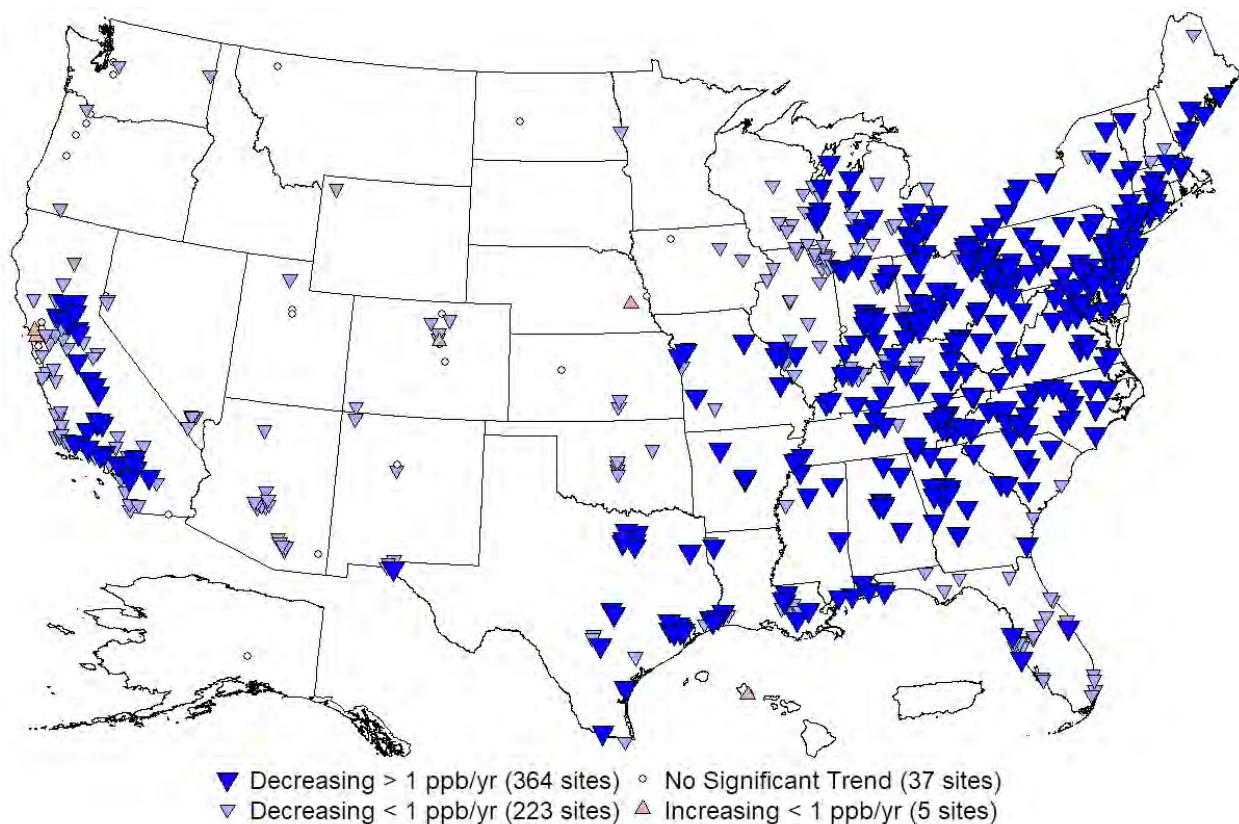 Decreasing > 1 ppb/yr (364 sites) No Significant Trend (37 sites)
Decreasing < 1 ppb/yr (223 sites) Increasing < 1 ppb/yr (5 sites)